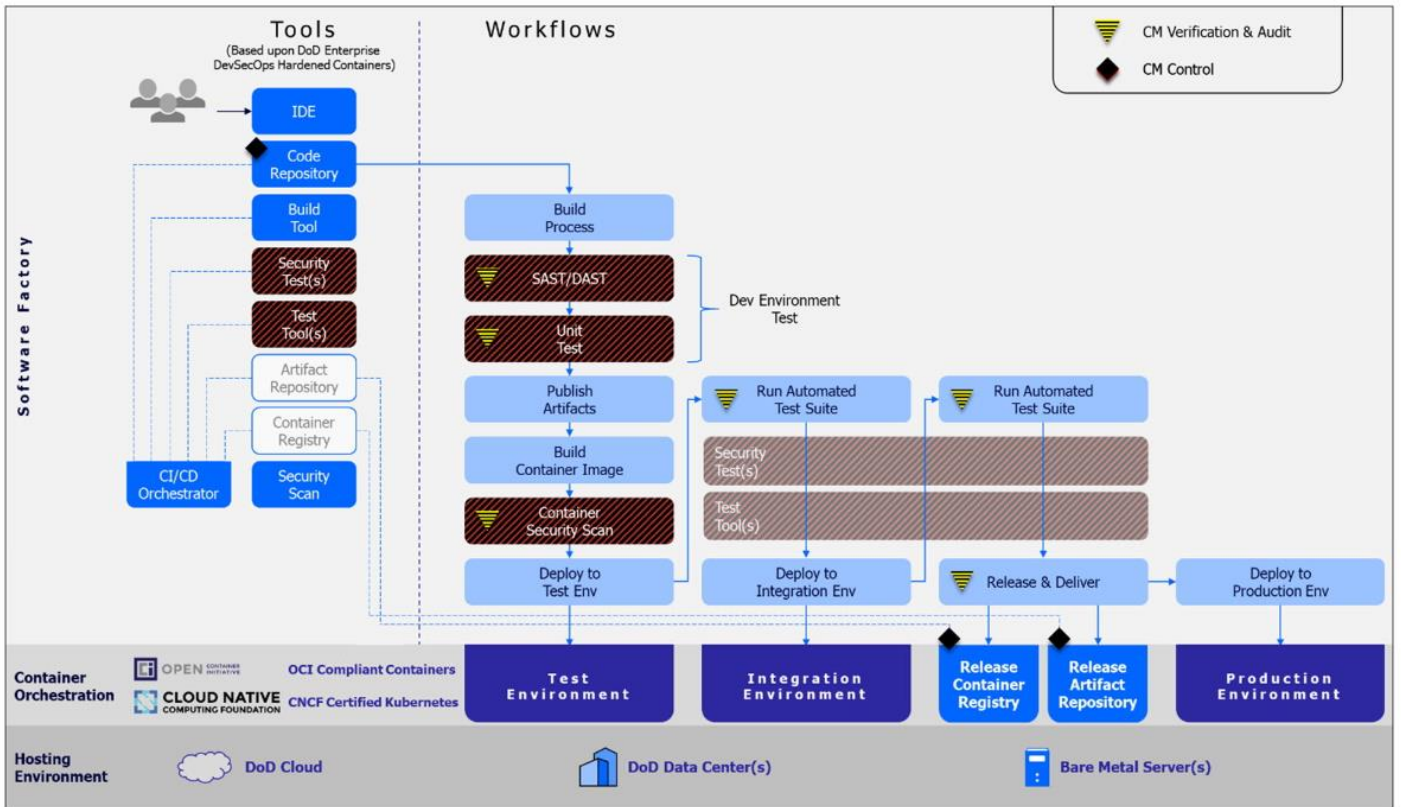 Tools
(Based upon DoD Enterprise
DevSecOps Hardened Containers)
Workflows
CM Verification & Audit
CM Control
Software Factory
IDE
Code
Repository
Build
Tool
Security
Test(s)
Test
Tool(s)
Artifact
Repository
Container
Registry
CI/CD
Orchestrator
Security
Scan
Build
Process
SAST/DAST
Unit
Test
Dev Environment
Test
Publish
Artifacts
Run Automated
Test Suite
Run Automated
Test Suite
Build
Container Image
Security
Test(s)
Container
Security Scan
Test
Tool(s)
Deploy to
Test Env
Deploy to
Integration Env
Release & Deliver
Deploy to
Production Env
Container
Orchestration
OPEN CONTAINER INITIATIVE
OCI Compliant Containers
CLOUD NATIVE
COMPUTING FOUNDATION
CNCF Certified Kubernetes
Test
Environment
Integration
Environment
Release
Container
Registry
Release
Artifact
Repository
Production
Environment
Hosting
Environment
DoD Cloud
DoD Data Center(s)
Bare Metal Server(s)